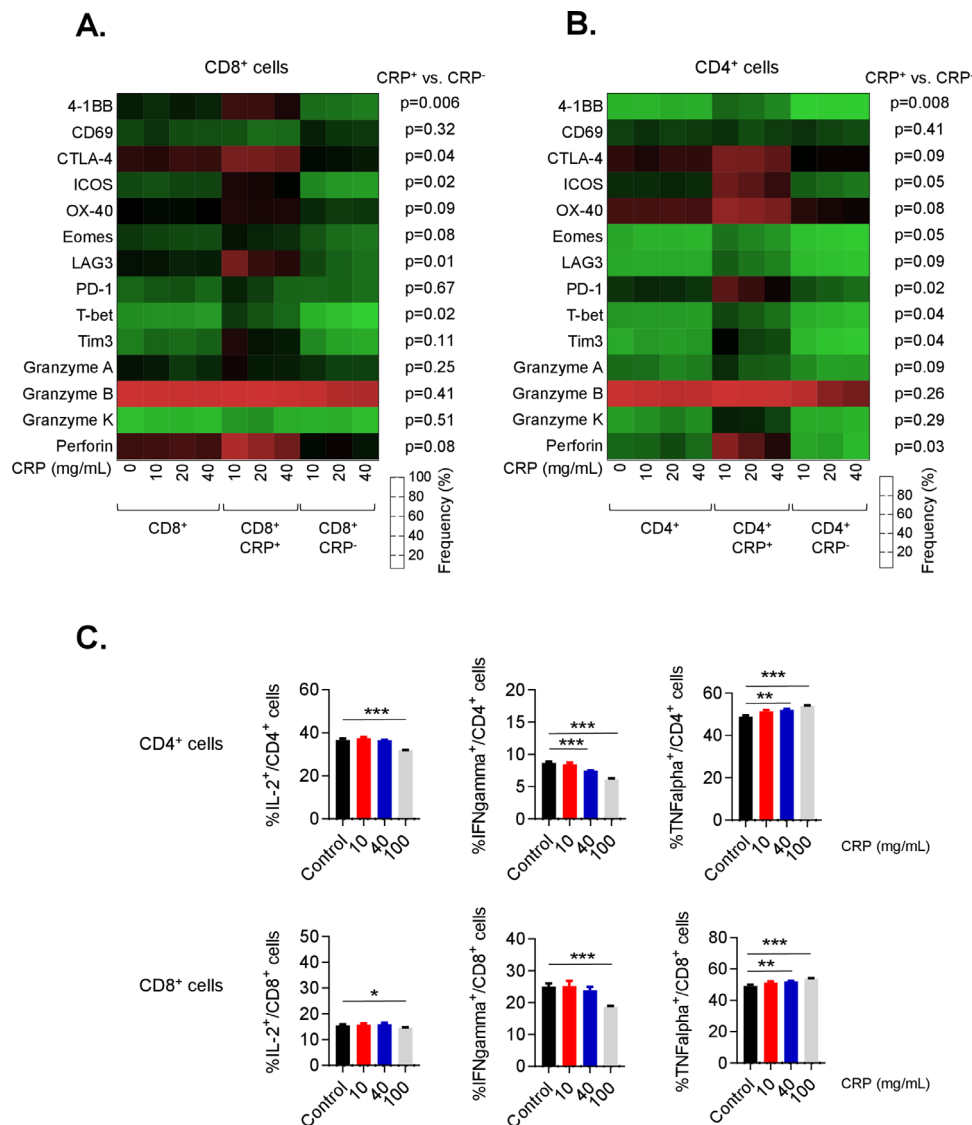 A.
CD8⁺ cells
CRP⁺ vs. CRP⁻
4-1BB p=0.006
CD69 p=0.32
CTLA-4 p=0.04
ICOS p=0.02
OX-40 p=0.09
Eomes p=0.08
LAG3 p=0.01
PD-1 p=0.67
T-bet p=0.02
Tim3 p=0.11
Granzyme A p=0.25
Granzyme B p=0.41
Granzyme K p=0.51
Perforin p=0.08
CRP (mg/mL) 0 10 20 40 10 20 40 10 20 40
CD8⁺
CD8⁺
CRP⁺
CD8⁺
CRP⁻
100
80
60
40
20
Frequency (%)
B.
CD4⁺ cells
CRP⁺ vs. CRP⁻
4-1BB p=0.008
CD69 p=0.41
CTLA-4 p=0.09
ICOS p=0.05
OX-40 p=0.08
Eomes p=0.05
LAG3 p=0.09
PD-1 p=0.02
T-bet p=0.04
Tim3 p=0.04
Granzyme A p=0.09
Granzyme B p=0.26
Granzyme K p=0.29
Perforin p=0.03
CRP (mg/mL) 0 10 20 40 10 20 40 10 20 40
CD4⁺
CD4⁺
CRP⁺
CD4⁺
CRP⁻
80
60
40
20
Frequency (%)
C.
CD4⁺ cells
%IL-2⁺/CD4⁺ cells
60
40
20
0
***
Control 10 40 100
%IFNgamma⁺/CD4⁺ cells
20
15
10
5
0
***
***
Control 10 40 100
%TNFalpha⁺/CD4⁺ cells
60
40
20
0
***
**
Control 10 40 100
CRP (mg/mL)
CD8⁺ cells
%IL-2⁺/CD8⁺ cells
50
40
30
20
10
0
*
Control 10 40 100
%IFNgamma⁺/CD8⁺ cells
40
30
20
10
0
***
Control 10 40 100
%TNFalpha⁺/CD8⁺ cells
80
60
40
20
0
***
**
Control 10 40 100
CRP (mg/mL)